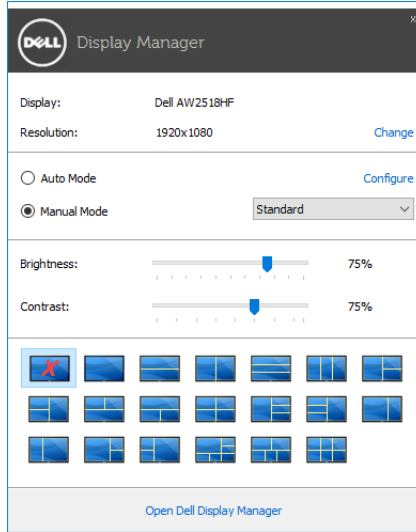 x
DELL Display Manager
Display: Dell AW2518HF
Resolution: 1920x1080 Change
Auto Mode Configure
Manual Mode Standard
Brightness: 75%
Contrast: 75%
Open Dell Display Manager